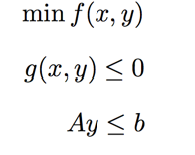 min f(x, y)
g(x, y) ≤ 0
Ay ≤ b